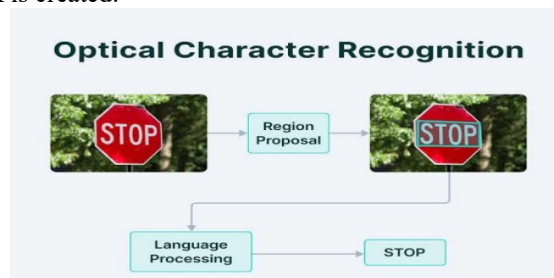 Optical Character Recognition
STOP
Region
Proposal
STOP
Language
Processing
STOP